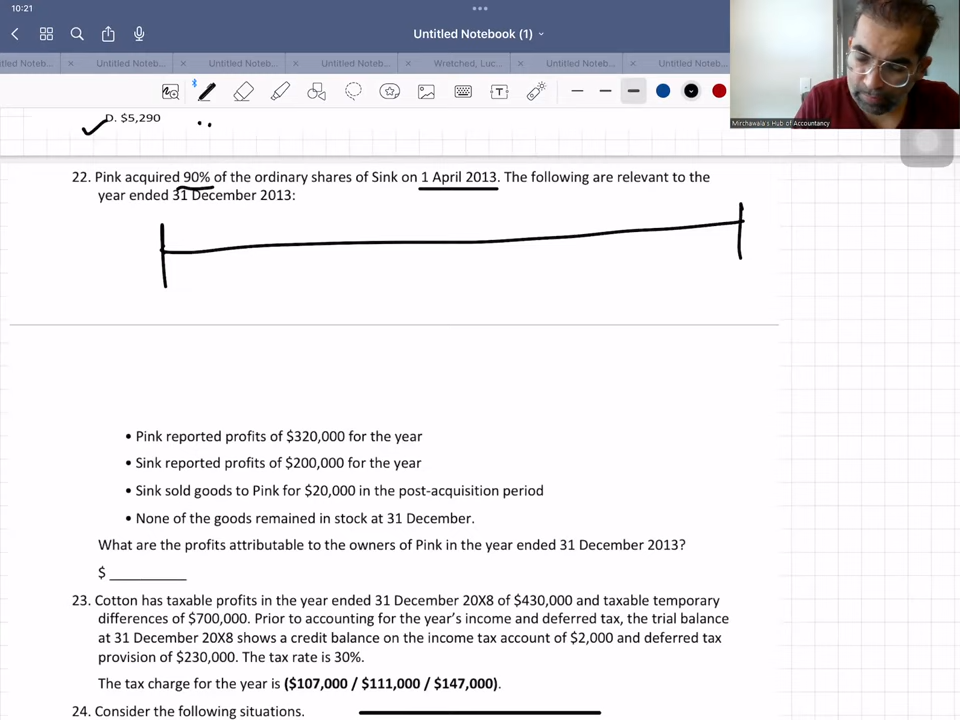 10:21
Untitled Notebook (1)
tled Noteb...
Untitled Noteb...
Untitled Noteb...
Untitled Noteb...
Wretched, Luc...
Untitled Noteb...
Untitled Noteb...
Mirchawala's Hub of Accountancy
D. $5,290
22. Pink acquired 90% of the ordinary shares of Sink on 1 April 2013. The following are relevant to the
year ended 31 December 2013:
• Pink reported profits of $320,000 for the year
• Sink reported profits of $200,000 for the year
• Sink sold goods to Pink for $20,000 in the post-acquisition period
• None of the goods remained in stock at 31 December.
What are the profits attributable to the owners of Pink in the year ended 31 December 2013?
$ __________
23. Cotton has taxable profits in the year ended 31 December 20X8 of $430,000 and taxable temporary
differences of $700,000. Prior to accounting for the year's income and deferred tax, the trial balance
at 31 December 20X8 shows a credit balance on the income tax account of $2,000 and deferred tax
provision of $230,000. The tax rate is 30%.
The tax charge for the year is ($107,000 / $111,000 / $147,000).
24. Consider the following situations.